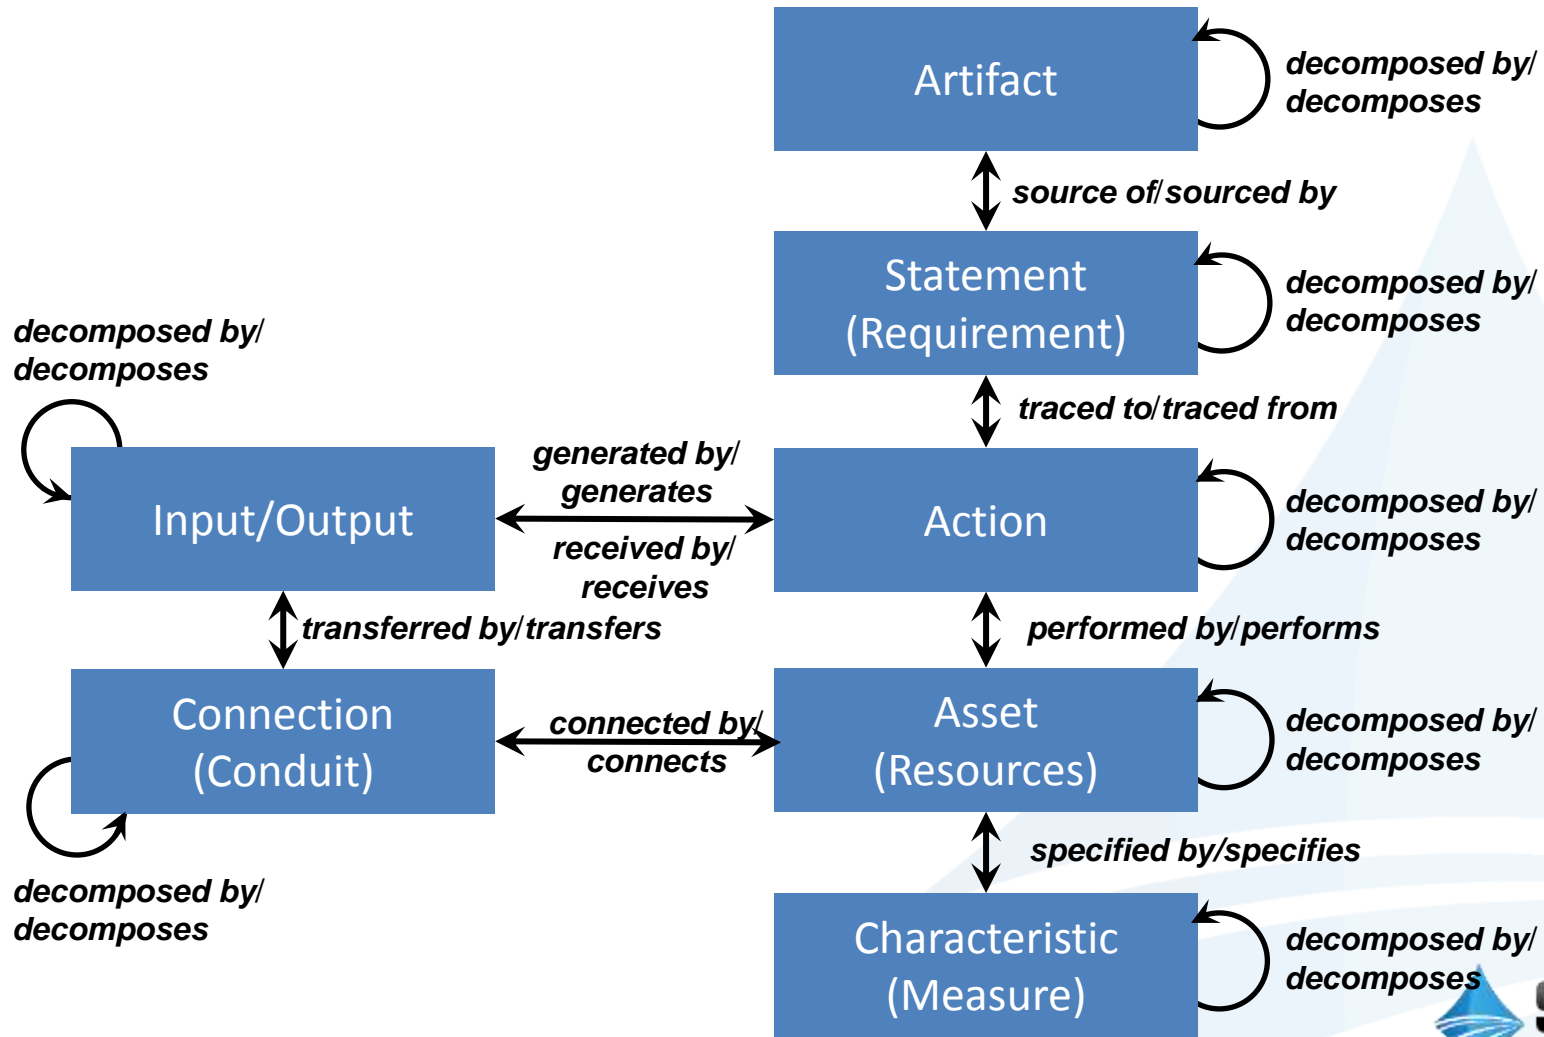 Artifact
decomposed by/
decomposes
source of/sourced by
Statement
(Requirement)
decomposed by/
decomposes
traced to/traced from
decomposed by/
decomposes
Input/Output
generated by/
generates
received by/
receives
Action
decomposed by/
decomposes
transferred by/transfers
performed by/performs
Connection
(Conduit)
connected by/
connects
Asset
(Resources)
decomposed by/
decomposes
decomposed by/
decomposes
specified by/specifies
Characteristic
(Measure)
decomposed by/
decomposes